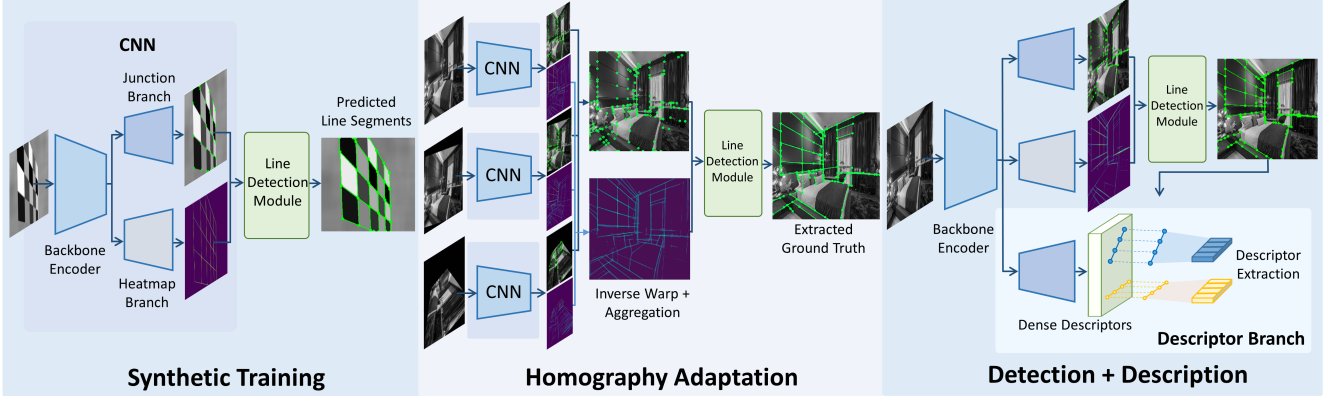 CNN
Junction
Branch
Backbone
Encoder
Heatmap
Branch
Line
Detection
Module
Predicted
Line Segments
Synthetic Training
CNN
CNN
CNN
Inverse Warp +
Aggregation
Line
Detection
Module
Extracted
Ground Truth
Homography Adaptation
Backbone
Encoder
Line
Detection
Module
Dense Descriptors
Descriptor
Extraction
Descriptor Branch
Detection + Description